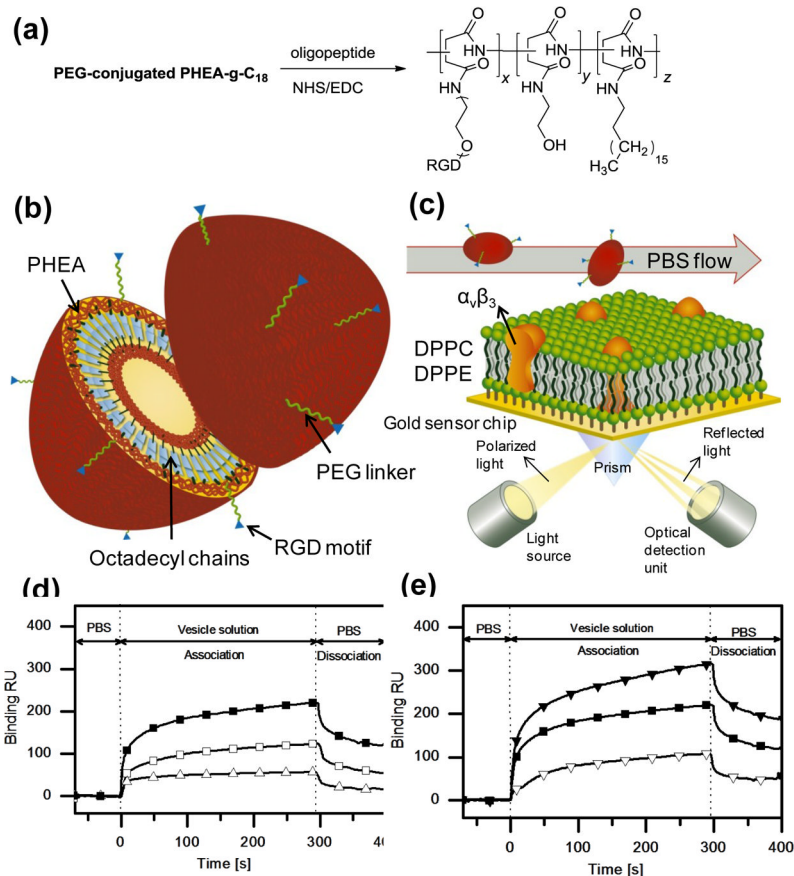 (a)
PEG-conjugated PHEA-g-C18
oligopeptide
NHS/EDC
O
HN
O
HN
x
O
RGD
O
HN
O
HN
y
OH
O
HN
O
HN
z
(CH2)
15
H3C
(b)
PHEA
PEG linker
RGD motif
Octadecyl chains
(c)
PBS flow
αvβ3
DPPC
DPPE
Gold sensor chip
Polarized
light
Prism
Reflected
light
Light
source
Optical
detection
unit
(d)
Binding RU
400
300
200
100
0
PBS
Vesicle solution
PBS
Association
Dissociation
0 100 200 300 40
Time [s]
(e)
Binding RU
400
300
200
100
0
PBS
Vesicle solution
PBS
Association
Dissociation
0 100 200 300 400
Time [s]